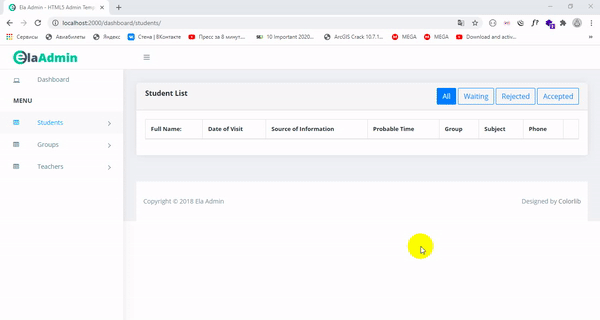 Ela Admin - HTML5 Admin Temp
localhost:2000/dashboard/students/
Сервисы
Авиабилеты
Яндекс
Стена | ВКонтакте
Пресс за 8 минут...
10 Important 2020...
ArcGIS Crack 10.7.1...
MEGA
MEGA
Download and activ...
ElaAdmin
Dashboard
MENU
Students
Groups
Teachers
Student List
All
Waiting
Rejected
Accepted
Full Name:
Date of Visit
Source of Information
Probable Time
Group
Subject
Phone
Copyright © 2018 Ela Admin
Designed by Colorlib